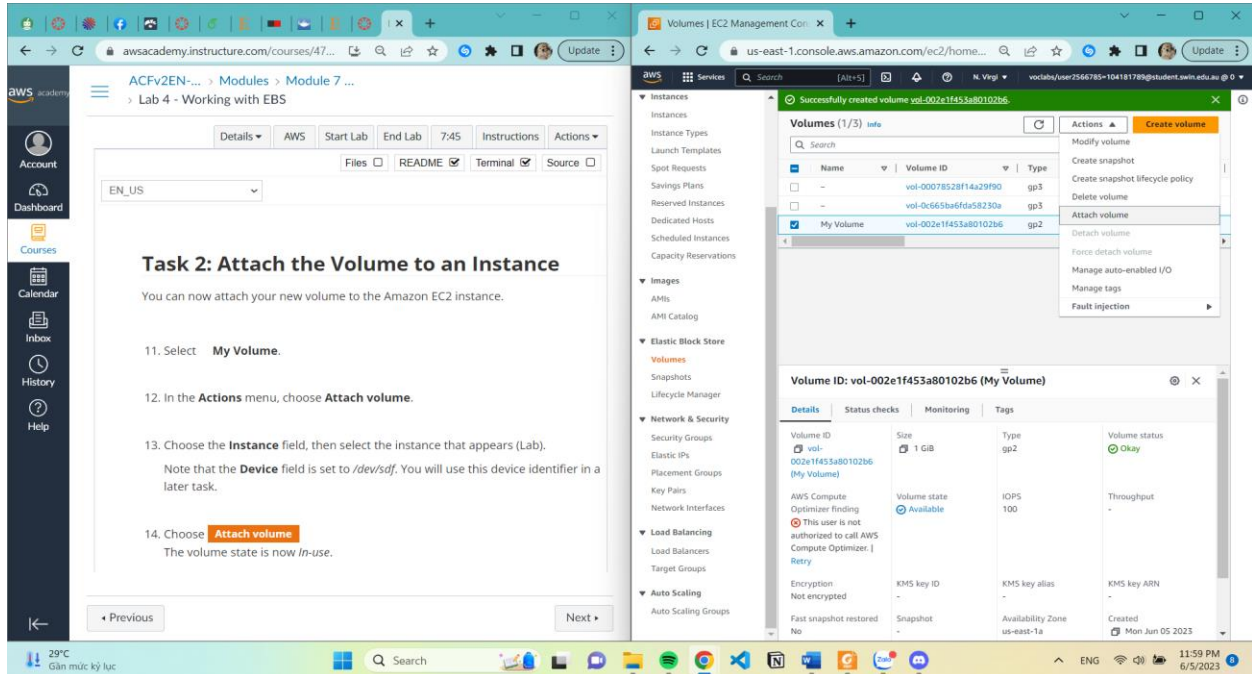 Update
awsacademy.instructure.com/courses/47...
aws academy
Account
Dashboard
Courses
Calendar
Inbox
History
Help
ACFv2EN-... > Modules > Module 7 ...
> Lab 4 - Working with EBS
Details AWS Start Lab End Lab 7:45 Instructions Actions
Files README Terminal Source
EN_US
Task 2: Attach the Volume to an Instance
You can now attach your new volume to the Amazon EC2 instance.
11. Select My Volume.
12. In the Actions menu, choose Attach volume.
13. Choose the Instance field, then select the instance that appears (Lab).
Note that the Device field is set to /dev/sdf. You will use this device identifier in a
later task.
14. Choose Attach volume
The volume state is now In-use.
Previous Next
Volumes | EC2 Management Con
us-east-1.console.aws.amazon.com/ec2/home...
Update
aws Services Search [Alt+S] N. Virgi voclabs/user2566785=104181789@student.swin.edu.au @ 0
Instances
Instances
Instance Types
Launch Templates
Spot Requests
Savings Plans
Reserved Instances
Dedicated Hosts
Scheduled Instances
Capacity Reservations
Images
AMIs
AMI Catalog
Elastic Block Store
Volumes
Snapshots
Lifecycle Manager
Network & Security
Security Groups
Elastic IPs
Placement Groups
Key Pairs
Network Interfaces
Load Balancing
Load Balancers
Target Groups
Auto Scaling
Auto Scaling Groups
Successfully created volume vol-002e1f453a80102b6.
Volumes (1/3) Info
Actions
Create volume
Search
Name Volume ID Type
- vol-00078528f14a29f90 gp3
- vol-0c665ba6fda58230a gp3
My Volume vol-002e1f453a80102b6 gp2
Modify volume
Create snapshot
Create snapshot lifecycle policy
Delete volume
Attach volume
Detach volume
Force detach volume
Manage auto-enabled I/O
Manage tags
Fault injection
Volume ID: vol-002e1f453a80102b6 (My Volume)
Details Status checks Monitoring Tags
Volume ID
vol-
002e1f453a80102b6
(My Volume)
Size
1 GiB
Type
gp2
Volume status
Okay
AWS Compute
Optimizer finding
This user is not
authorized to call AWS
Compute Optimizer. |
Retry
Volume state
Available
IOPS
100
Throughput
-
Encryption
Not encrypted
KMS key ID
-
KMS key alias
-
KMS key ARN
-
Fast snapshot restored
No
Snapshot
-
Availability Zone
us-east-1a
Created
Mon Jun 05 2023
29°C
Gần mức kỷ lục
Search
Zalo
ENG
11:59 PM
6/5/2023
8